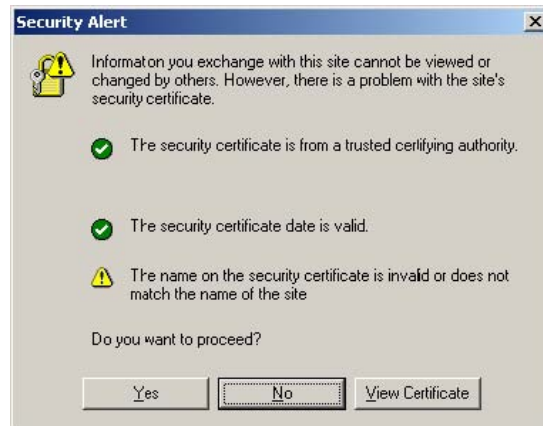 Security Alert
Informaton you exchange with this site cannot be viewed or
changed by others. However, there is a problem with the site's
security certificate.
The security certificate is from a trusted certifying authority.
The security certificate date is valid.
The name on the security certificate is invalid or does not
match the name of the site
Do you want to proceed?
Yes No View Certificate